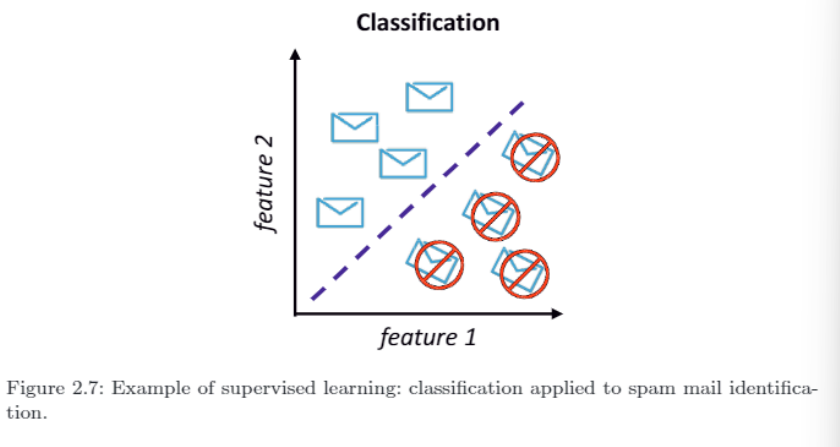 Classification
feature 2
feature 1
Figure 2.7: Example of supervised learning: classification applied to spam mail identifica-
tion.